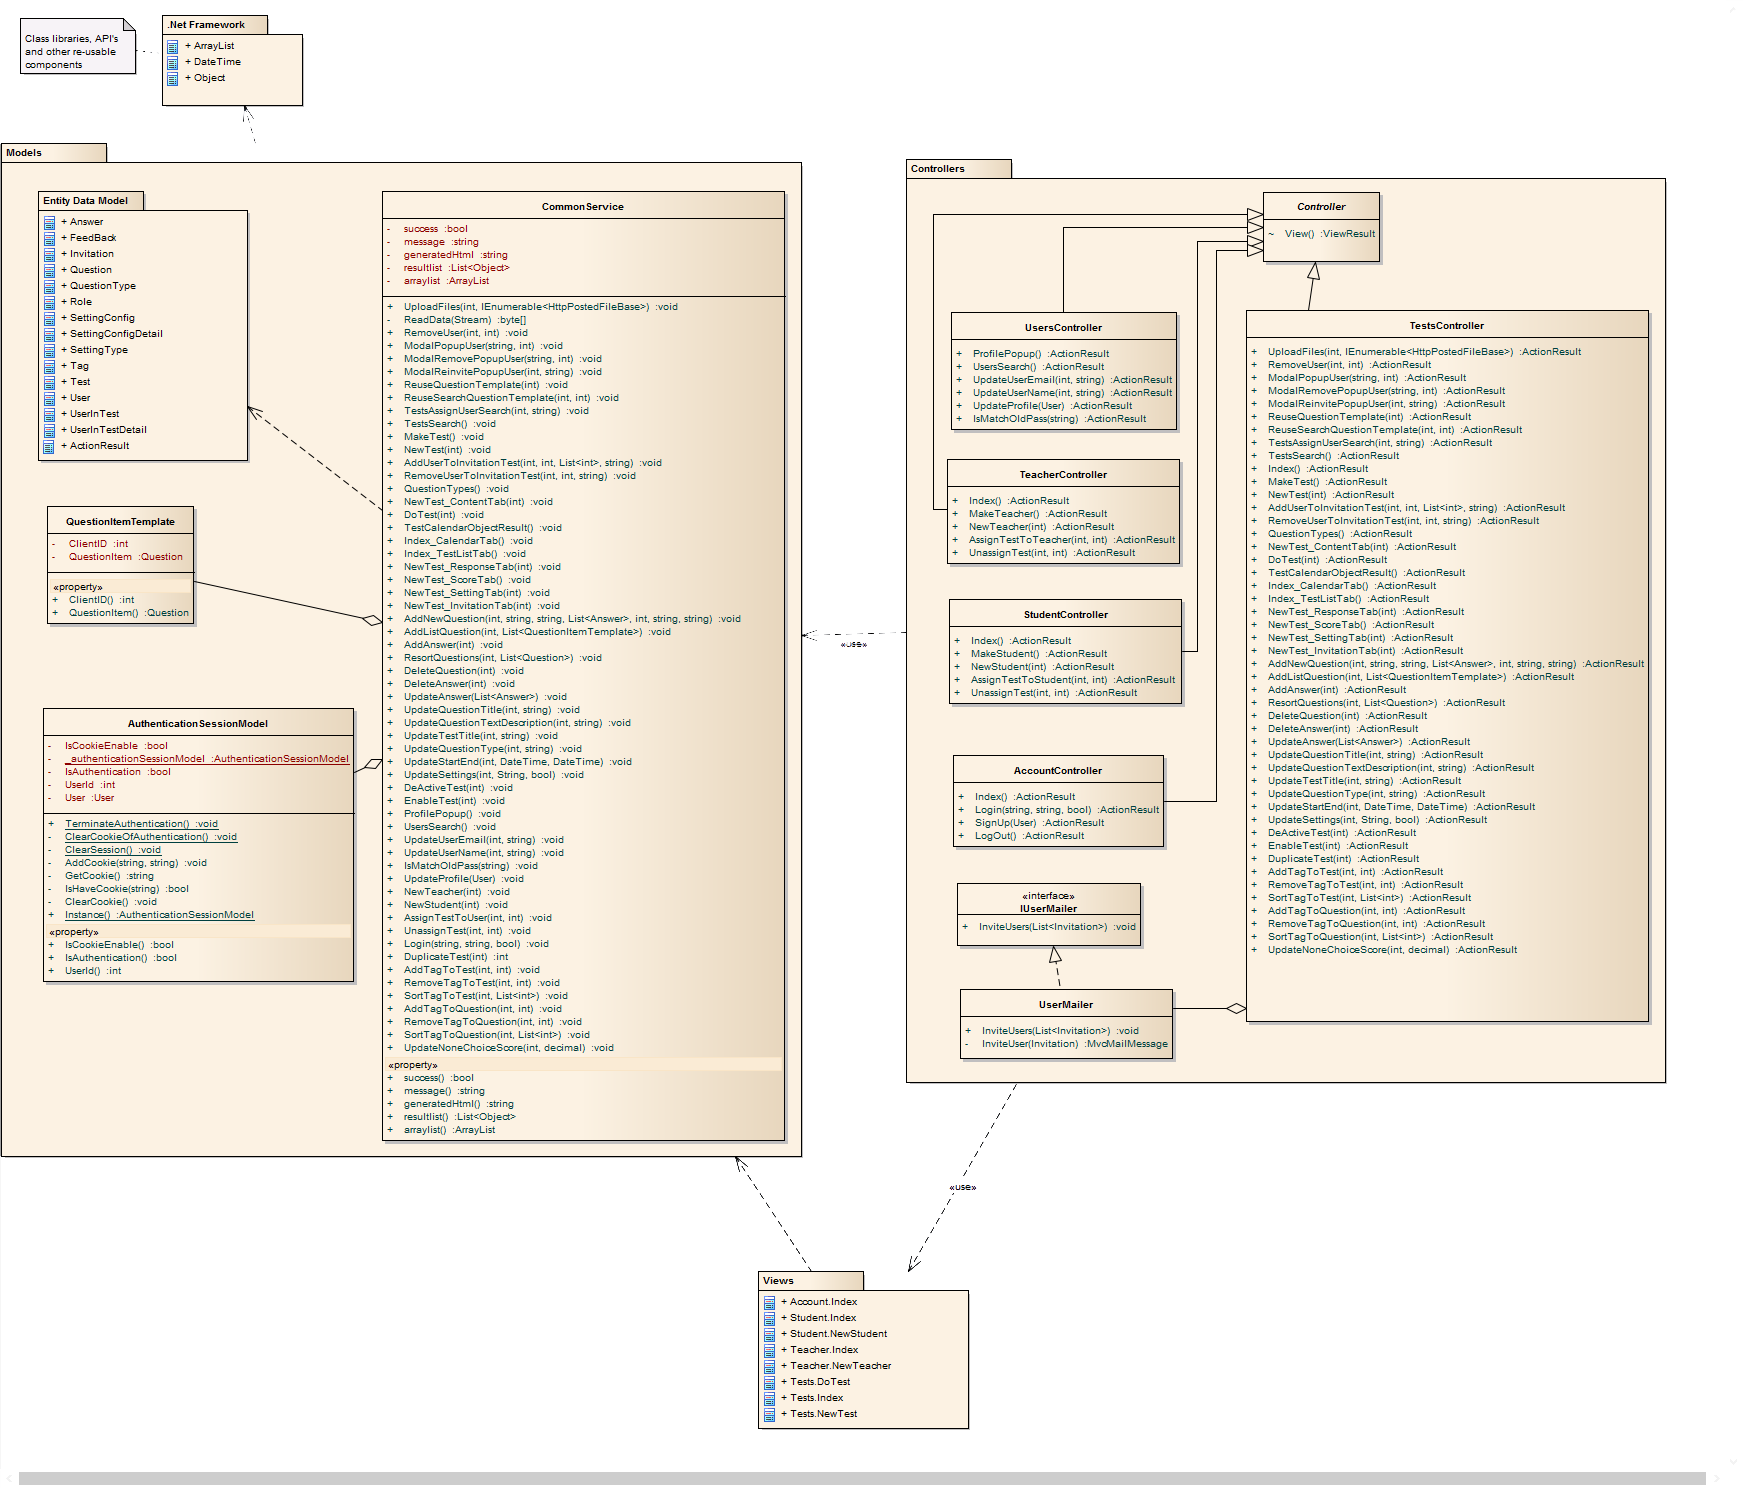 Class libraries, API's
and other re-usable
components
.Net Framework
+ ArrayList
+ DateTime
+ Object
Models
Entity Data Model
+ Answer
+ FeedBack
+ Invitation
+ Question
+ QuestionType
+ Role
+ SettingConfig
+ SettingConfigDetail
+ SettingType
+ Tag
+ Test
+ User
+ UserInTest
+ UserInTestDetail
+ ActionResult
QuestionItemTemplate
- ClientID :int
- QuestionItem :Question
«property»
+ ClientID() :int
+ QuestionItem() :Question
AuthenticationSessionModel
- IsCookieEnable :bool
- _authenticationSessionModel :AuthenticationSessionModel
- IsAuthentication :bool
- UserId :int
- User :User
+ TerminateAuthentication() :void
- ClearCookieOfAuthentication() :void
- ClearSession() :void
- AddCookie(string, string) :void
- GetCookie() :string
- IsHaveCookie(string) :bool
- ClearCookie() :void
+ Instance() :AuthenticationSessionModel
«property»
+ IsCookieEnable() :bool
+ IsAuthentication() :bool
+ UserId() :int
CommonService
- success :bool
- message :string
- generatedHtml :string
- resultlist :List<Object>
- arraylist :ArrayList
+ UploadFiles(int, IEnumerable<HttpPostedFileBase>) :void
- ReadData(Stream) :byte[]
+ RemoveUser(int, int) :void
+ ModalPopupUser(string, int) :void
+ ModalRemovePopupUser(string, int) :void
+ ModalReinvitePopupUser(int, string) :void
+ ReuseQuestionTemplate(int) :void
+ ReuseSearchQuestionTemplate(int, int) :void
+ TestsAssignUserSearch(int, string) :void
+ TestsSearch() :void
+ MakeTest() :void
+ NewTest(int) :void
+ AddUserToInvitationTest(int, int, List<int>, string) :void
+ RemoveUserToInvitationTest(int, int, string) :void
+ QuestionTypes() :void
+ NewTest_ContentTab(int) :void
+ DoTest(int) :void
+ TestCalendarObjectResult() :void
+ Index_CalendarTab() :void
+ Index_TestListTab() :void
+ NewTest_ResponseTab(int) :void
+ NewTest_ScoreTab() :void
+ NewTest_SettingTab(int) :void
+ NewTest_InvitationTab(int) :void
+ AddNewQuestion(int, string, string, List<Answer>, int, string, string) :void
+ AddListQuestion(int, List<QuestionItemTemplate>) :void
+ AddAnswer(int) :void
+ ResortQuestions(int, List<Question>) :void
+ DeleteQuestion(int) :void
+ DeleteAnswer(int) :void
+ UpdateAnswer(List<Answer>) :void
+ UpdateQuestionTitle(int, string) :void
+ UpdateQuestionTextDescription(int, string) :void
+ UpdateTestTitle(int, string) :void
+ UpdateQuestionType(int, string) :void
+ UpdateStartEnd(int, DateTime, DateTime) :void
+ UpdateSettings(int, String, bool) :void
+ DeActiveTest(int) :void
+ EnableTest(int) :void
+ ProfilePopup() :void
+ UsersSearch() :void
+ UpdateUserEmail(int, string) :void
+ UpdateUserName(int, string) :void
+ IsMatchOldPass(string) :void
+ UpdateProfile(User) :void
+ NewTeacher(int) :void
+ NewStudent(int) :void
+ AssignTestToUser(int, int) :void
+ UnassignTest(int, int) :void
+ Login(string, string, bool) :void
+ DuplicateTest(int) :int
+ AddTagToTest(int, int) :void
+ RemoveTagToTest(int, int) :void
+ SortTagToTest(int, List<int>) :void
+ AddTagToQuestion(int, int) :void
+ RemoveTagToQuestion(int, int) :void
+ SortTagToQuestion(int, List<int>) :void
+ UpdateNoneChoiceScore(int, decimal) :void
«property»
+ success() :bool
+ message() :string
+ generatedHtml() :string
+ resultlist() :List<Object>
+ arraylist() :ArrayList
«use»
Controllers
Controller
~ View() :ViewResult
UsersController
+ ProfilePopup() :ActionResult
+ UsersSearch() :ActionResult
+ UpdateUserEmail(int, string) :ActionResult
+ UpdateUserName(int, string) :ActionResult
+ UpdateProfile(User) :ActionResult
+ IsMatchOldPass(string) :ActionResult
TeacherController
+ Index() :ActionResult
+ MakeTeacher() :ActionResult
+ NewTeacher(int) :ActionResult
+ AssignTestToTeacher(int, int) :ActionResult
+ UnassignTest(int, int) :ActionResult
StudentController
+ Index() :ActionResult
+ MakeStudent() :ActionResult
+ NewStudent(int) :ActionResult
+ AssignTestToStudent(int, int) :ActionResult
+ UnassignTest(int, int) :ActionResult
AccountController
+ Index() :ActionResult
+ Login(string, string, bool) :ActionResult
+ SignUp(User) :ActionResult
+ LogOut() :ActionResult
«interface»
IUserMailer
+ InviteUsers(List<Invitation>) :void
UserMailer
+ InviteUsers(List<Invitation>) :void
- InviteUser(Invitation) :MvcMailMessage
TestsController
+ UploadFiles(int, IEnumerable<HttpPostedFileBase>) :ActionResult
+ RemoveUser(int, int) :ActionResult
+ ModalPopupUser(string, int) :ActionResult
+ ModalRemovePopupUser(string, int) :ActionResult
+ ModalReinvitePopupUser(int, string) :ActionResult
+ ReuseQuestionTemplate(int) :ActionResult
+ ReuseSearchQuestionTemplate(int, int) :ActionResult
+ TestsAssignUserSearch(int, string) :ActionResult
+ TestsSearch() :ActionResult
+ Index() :ActionResult
+ MakeTest() :ActionResult
+ NewTest(int) :ActionResult
+ AddUserToInvitationTest(int, int, List<int>, string) :ActionResult
+ RemoveUserToInvitationTest(int, int, string) :ActionResult
+ QuestionTypes() :ActionResult
+ NewTest_ContentTab(int) :ActionResult
+ DoTest(int) :ActionResult
+ TestCalendarObjectResult() :ActionResult
+ Index_CalendarTab() :ActionResult
+ Index_TestListTab() :ActionResult
+ NewTest_ResponseTab(int) :ActionResult
+ NewTest_ScoreTab() :ActionResult
+ NewTest_SettingTab(int) :ActionResult
+ NewTest_InvitationTab(int) :ActionResult
+ AddNewQuestion(int, string, string, List<Answer>, int, string, string) :ActionResult
+ AddListQuestion(int, List<QuestionItemTemplate>) :ActionResult
+ AddAnswer(int) :ActionResult
+ ResortQuestions(int, List<Question>) :ActionResult
+ DeleteQuestion(int) :ActionResult
+ DeleteAnswer(int) :ActionResult
+ UpdateAnswer(List<Answer>) :ActionResult
+ UpdateQuestionTitle(int, string) :ActionResult
+ UpdateQuestionTextDescription(int, string) :ActionResult
+ UpdateTestTitle(int, string) :ActionResult
+ UpdateQuestionType(int, string) :ActionResult
+ UpdateStartEnd(int, DateTime, DateTime) :ActionResult
+ UpdateSettings(int, String, bool) :ActionResult
+ DeActiveTest(int) :ActionResult
+ EnableTest(int) :ActionResult
+ DuplicateTest(int) :ActionResult
+ AddTagToTest(int, int) :ActionResult
+ RemoveTagToTest(int, int) :ActionResult
+ SortTagToTest(int, List<int>) :ActionResult
+ AddTagToQuestion(int, int) :ActionResult
+ RemoveTagToQuestion(int, int) :ActionResult
+ SortTagToQuestion(int, List<int>) :ActionResult
+ UpdateNoneChoiceScore(int, decimal) :ActionResult
«use»
Views
+ Account.Index
+ Student.Index
+ Student.NewStudent
+ Teacher.Index
+ Teacher.NewTeacher
+ Tests.DoTest
+ Tests.Index
+ Tests.NewTest